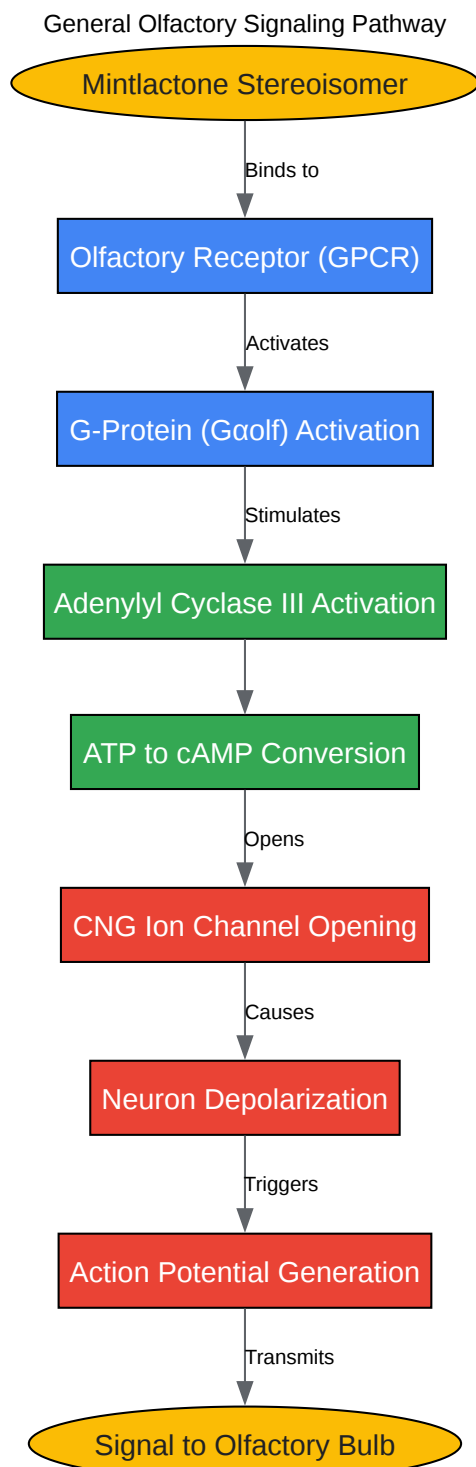 General Olfactory Signaling Pathway
Mintlactone Stereoisomer
Binds to
Olfactory Receptor (GPCR)
Activates
G-Protein (Gαolf) Activation
Stimulates
Adenylyl Cyclase III Activation
ATP to cAMP Conversion
Opens
CNG Ion Channel Opening
Causes
Neuron Depolarization
Triggers
Action Potential Generation
Transmits
Signal to Olfactory Bulb